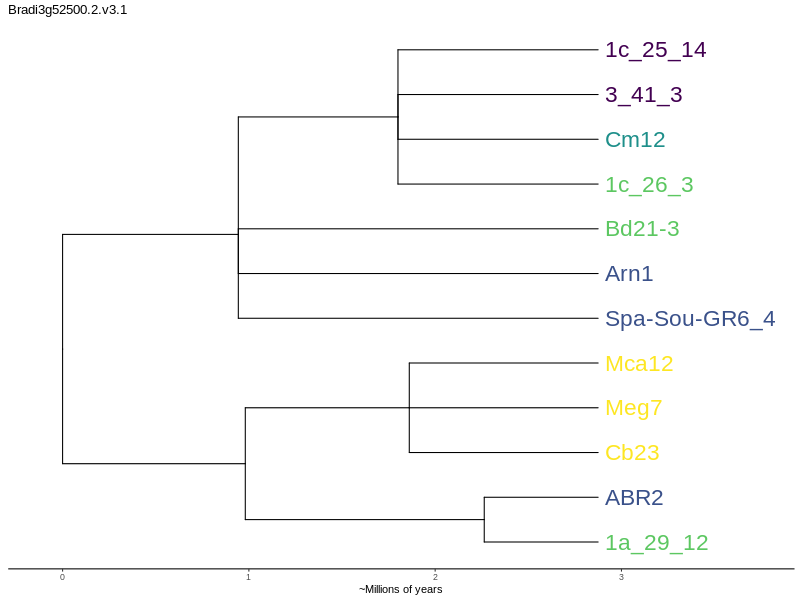 Bradi3g52500.2.v3.1
1c_25_14
3_41_3
Cm12
1c_26_3
Bd21-3
Arn1
Spa-Sou-GR6_4
Mca12
Meg7
Cb23
ABR2
1a_29_12
0 1 2 3
~Millions of years